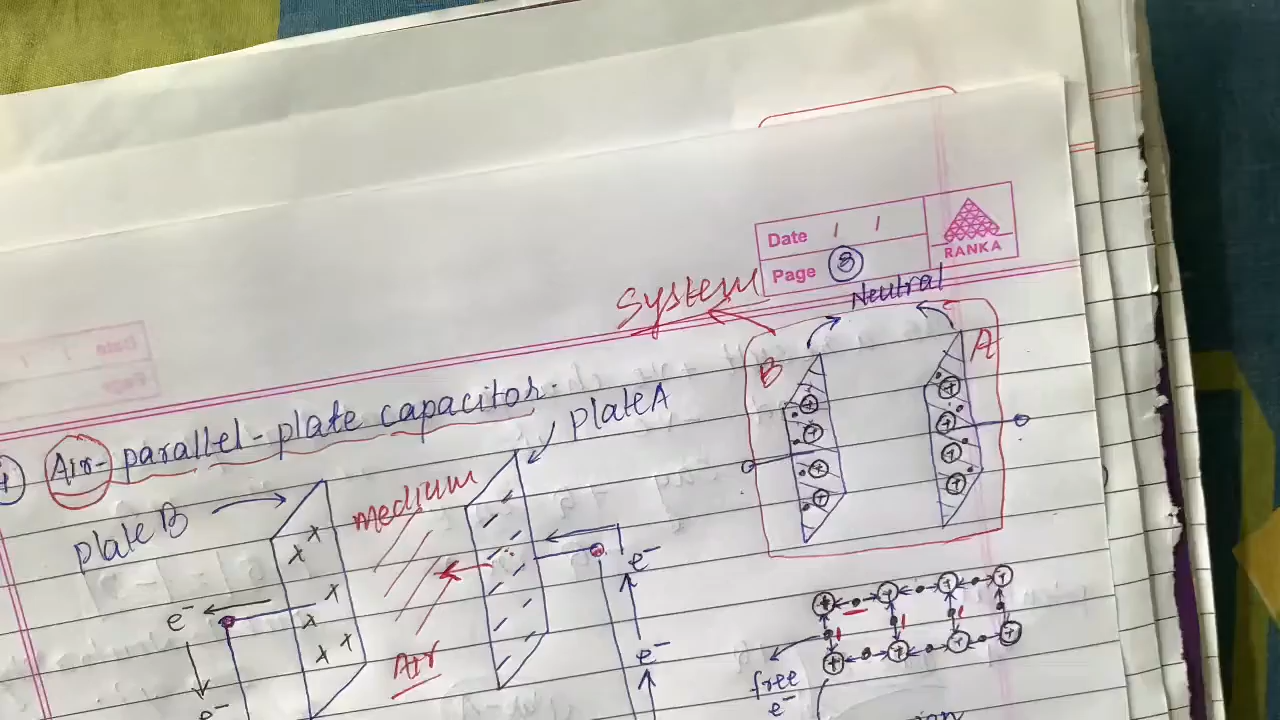 Date / /
RANKA
Page 8
System
Neutral
B
A
Air-parallel-plate capacitor.
plate A
plate B
medium
e⁻
e⁻
Air
e⁻
e⁻
free
e⁻